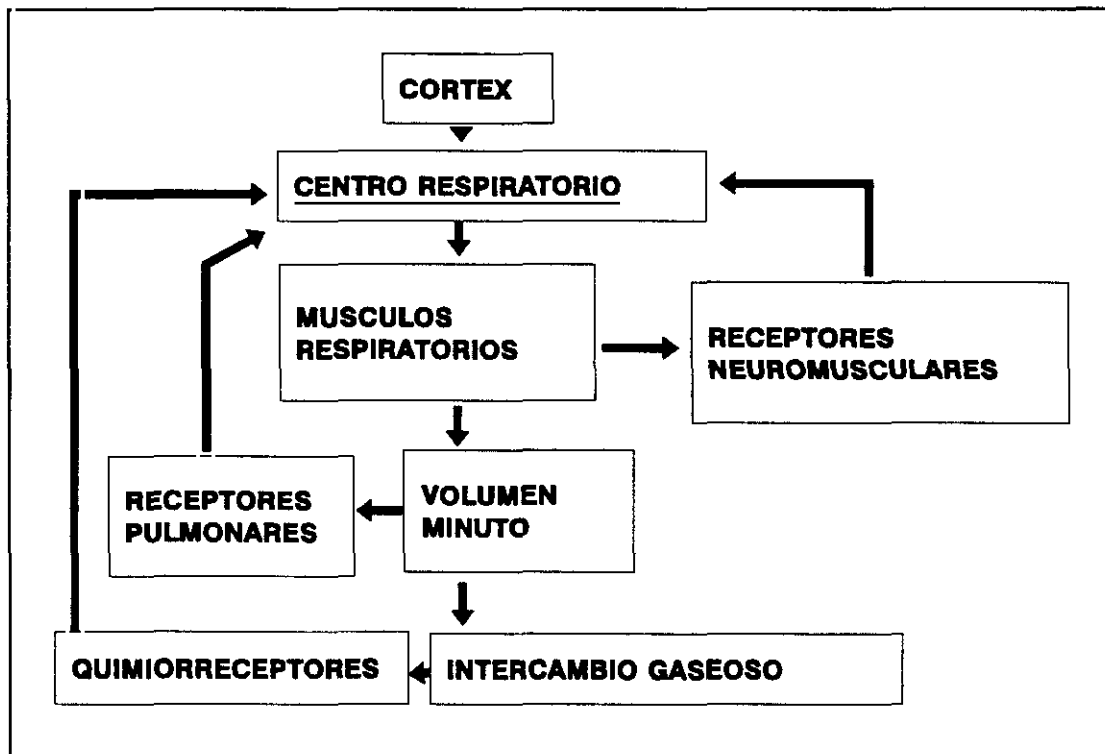 CORTEX
CENTRO RESPIRATORIO
MUSCULOS
RESPIRATORIOS
RECEPTORES
NEUROMUSCULARES
RECEPTORES
PULMONARES
VOLUMEN
MINUTO
QUIMIORRECEPTORES
INTERCAMBIO GASEOSO